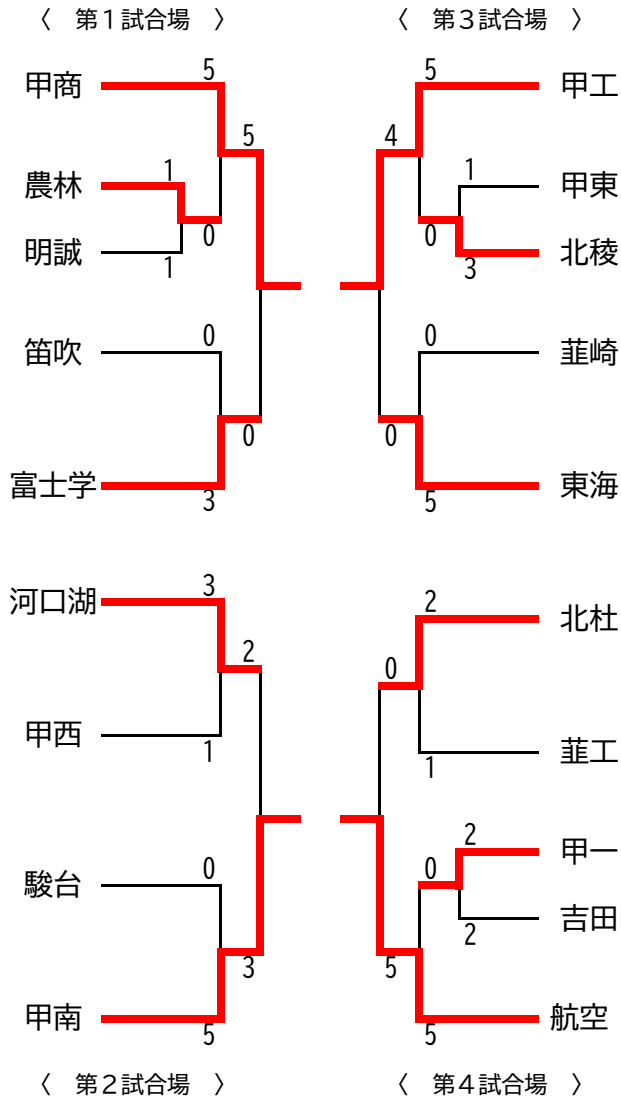 〈 第１試合場 〉
〈 第３試合場 〉
5
5
甲商
甲工
5
4
1
1
農林
甲東
0
0
明誠
北稜
1
3
0
0
笛吹
韮崎
0
0
富士学
東海
3
5
3
2
河口湖
北杜
2
0
甲西
韮工
1
1
2
甲一
0
0
駿台
吉田
2
3
5
甲南
航空
5
5
〈 第２試合場 〉
〈 第４試合場 〉